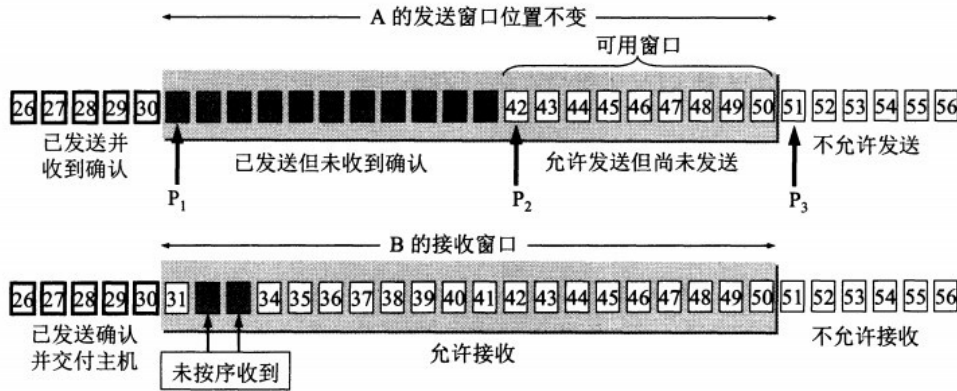 A 的发送窗口位置不变
可用窗口
26 27 28 29 30 42 43 44 45 46 47 48 49 50 51 52 53 54 55 56
已发送并
收到确认
已发送但未收到确认
允许发送但尚未发送
不允许发送
P1
P2
P3
B 的接收窗口
26 27 28 29 30 31 34 35 36 37 38 39 40 41 42 43 44 45 46 47 48 49 50 51 52 53 54 55 56
已发送确认
并交付主机
未按序收到
允许接收
不允许接收